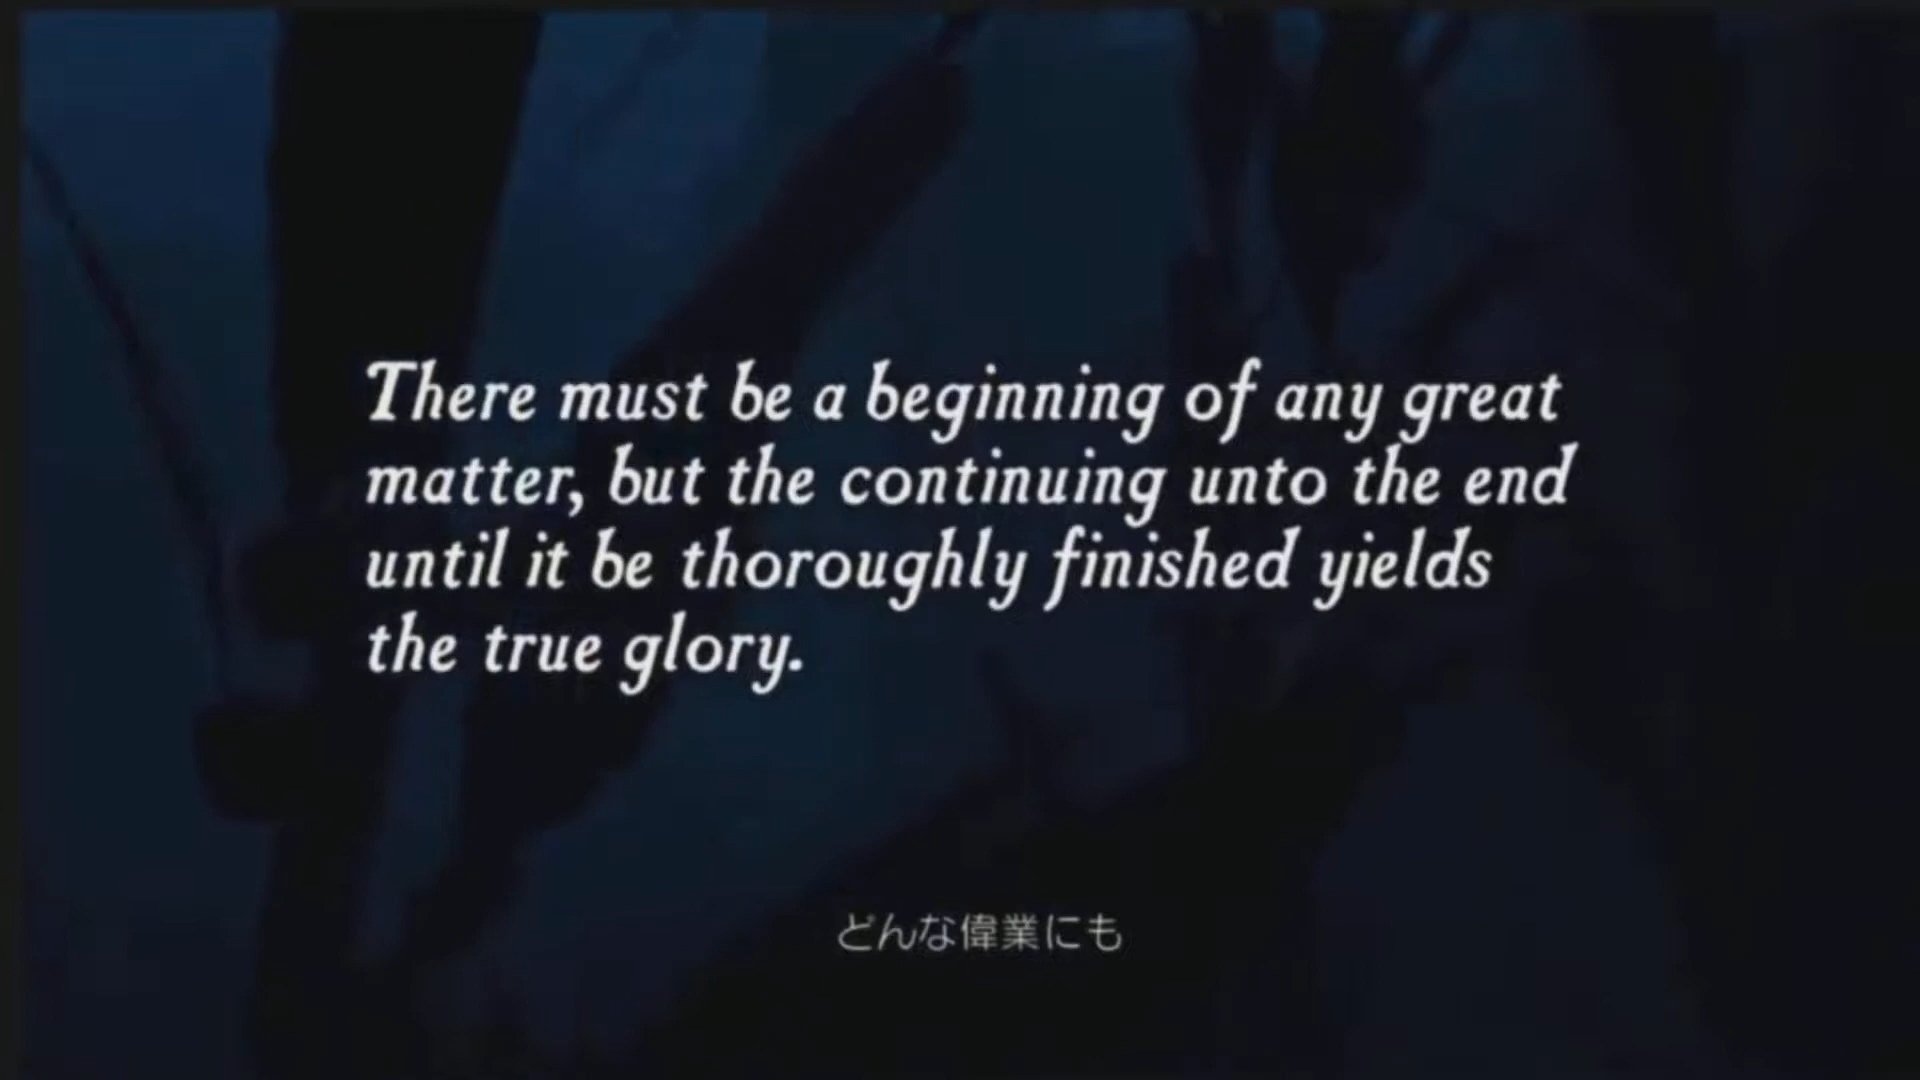 There must be a beginning of any great
matter, but the continuing unto the end
until it be thoroughly finished yields
the true glory.
どんな偉業にも